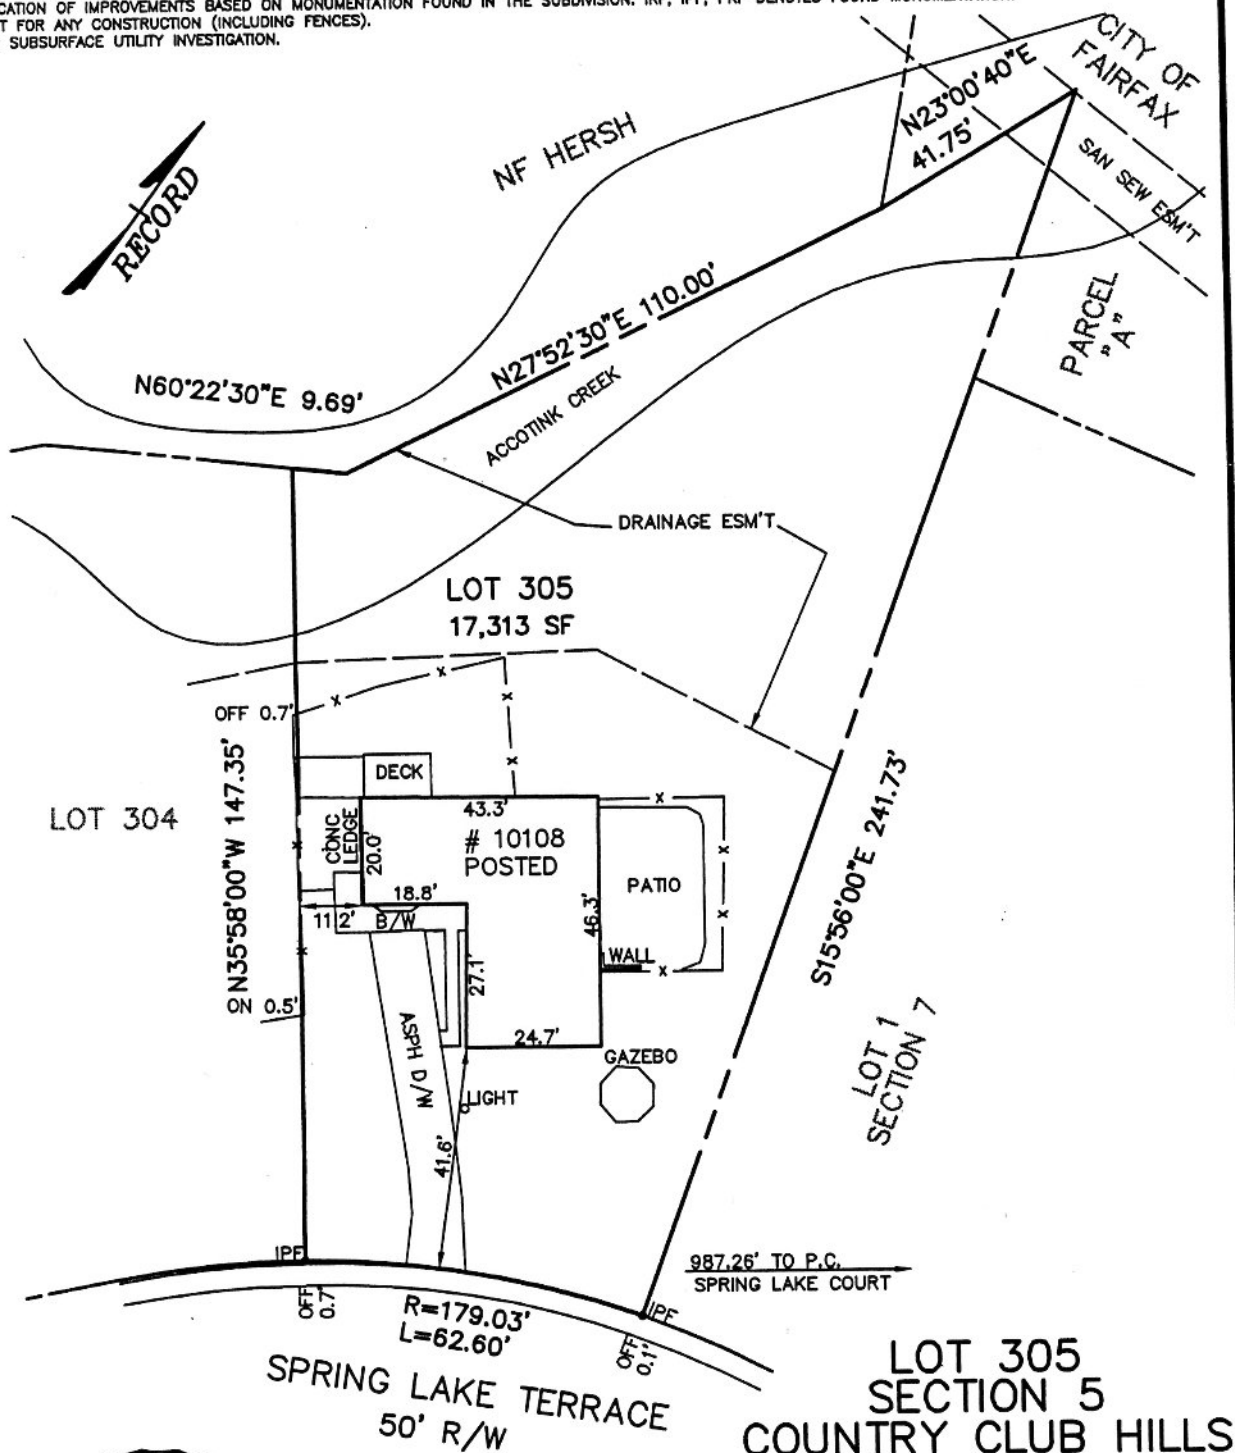 CATION OF IMPROVEMENTS BASED ON MONUMENTATION FOUND IN THE SUBDIVISION.
T FOR ANY CONSTRUCTION (INCLUDING FENCES).
SUBSURFACE UTILITY INVESTIGATION.
CITY OF
FAIRFAX
N23°00'40"E
41.75'
NF HERSH
RECORD
SAN SEW ESM'T
PARCEL
"A"
N27°52'30"E 110.00'
N60°22'30"E 9.69'
ACCOTINK CREEK
DRAINAGE ESM'T
LOT 305
17,313 SF
OFF 0.7'
N35°58'00"W 147.35'
DECK
LOT 304
43.3'
# 10108
POSTED
CONC
LEDGE
20.0'
PATIO
S15°56'00"E 241.73'
18.8'
11.2'
B/W
46.3'
WALL
27.1'
ON 0.5'
ASPH D/W
24.7'
GAZEBO
LIGHT
LOT 1
SECTION 7
41.6'
IPF
987.26' TO P.C.
SPRING LAKE COURT
OFF
0.7'
R=179.03'
L=62.60'
IPF
OFF
0.1'
SPRING LAKE TERRACE
50' R/W
LOT 305
SECTION 5
COUNTRY CLUB HILLS